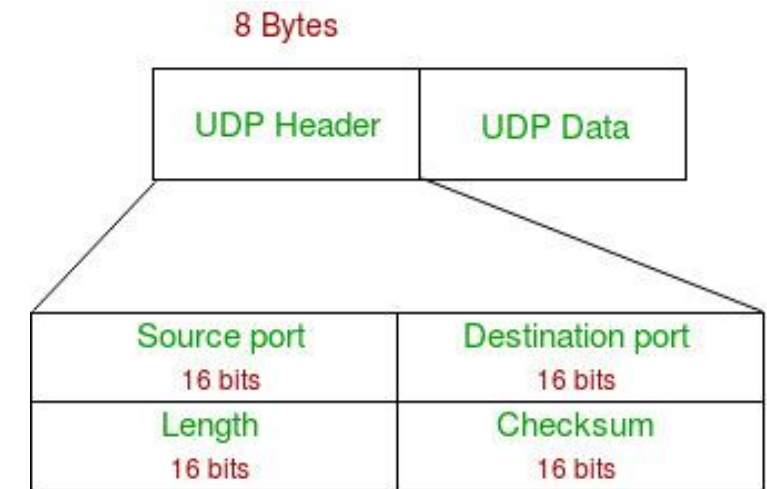 8 Bytes
UDP Header UDP Data
Source port Destination port
16 bits 16 bits
Length Checksum
16 bits 16 bits